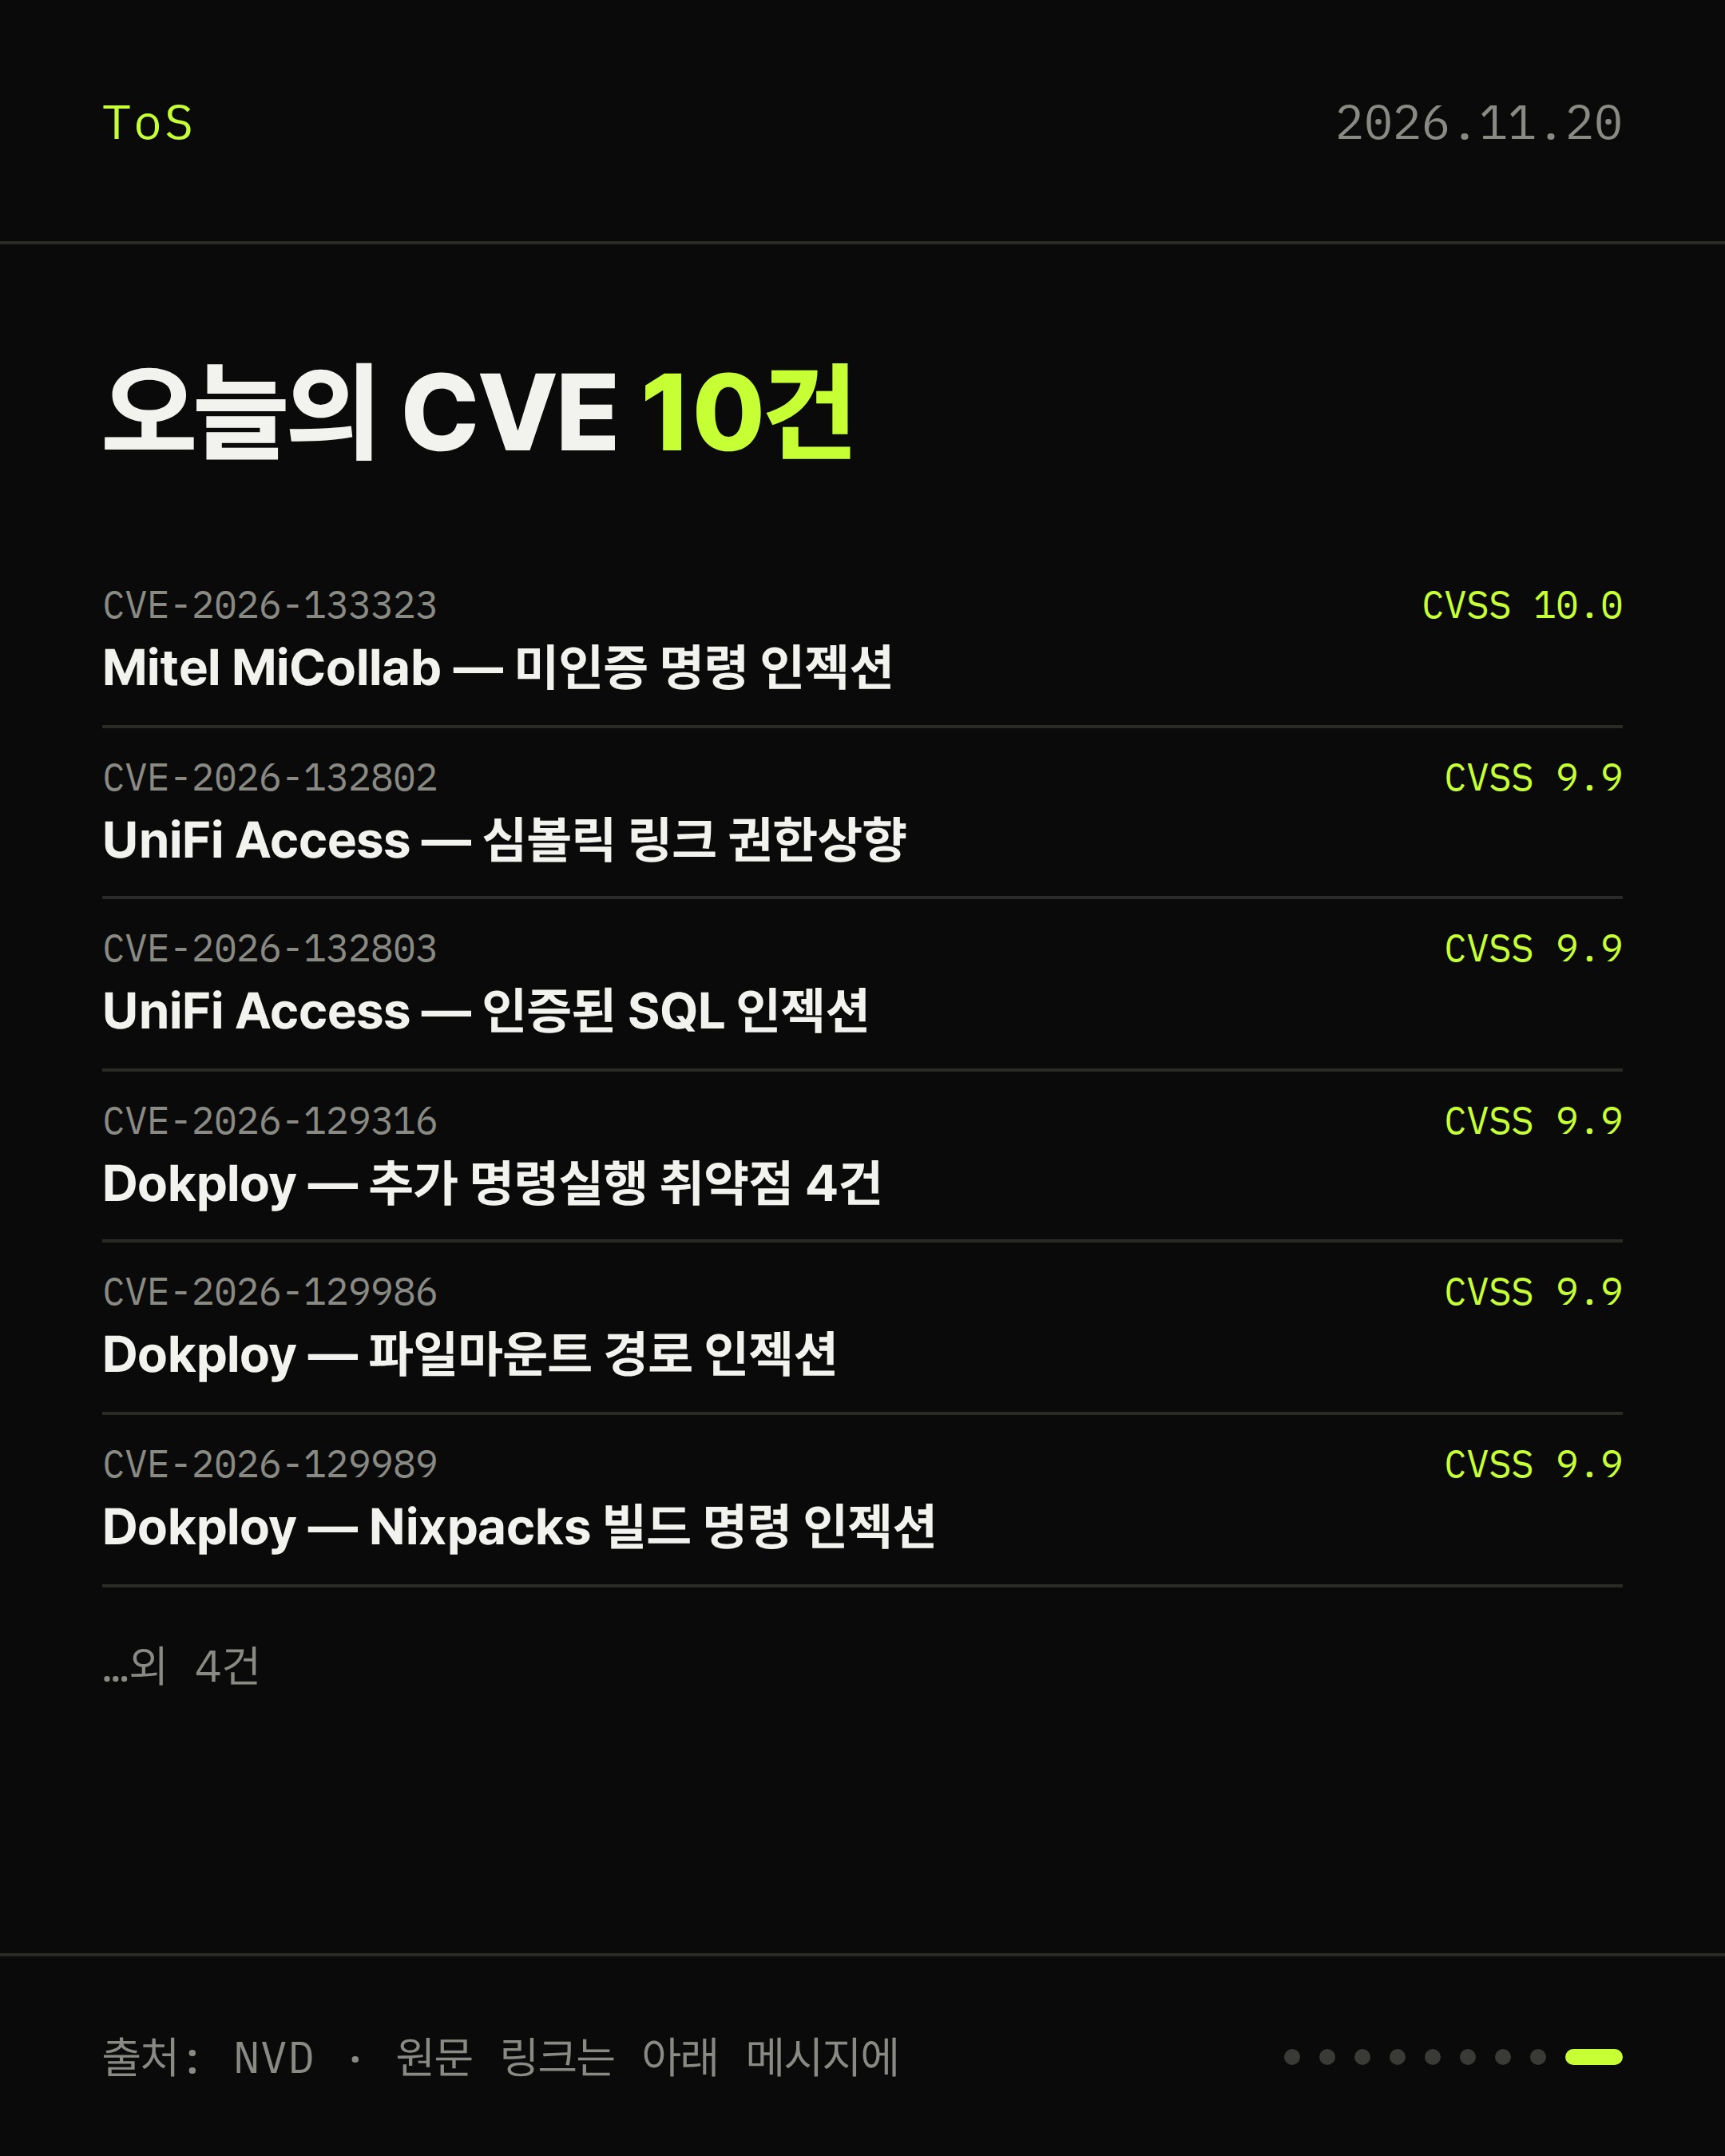 ToS
2026.11.20
오늘의 CVE 10건
CVE-2026-133323
CVSS 10.0
Mitel MiCollab — 미인증 명령 인젝션
CVE-2026-132802
CVSS 9.9
UniFi Access — 심볼릭 링크 권한상향
CVE-2026-132803
CVSS 9.9
UniFi Access — 인증된 SQL 인젝션
CVE-2026-129316
CVSS 9.9
Dokploy — 추가 명령실행 취약점 4건
CVE-2026-129986
CVSS 9.9
Dokploy — 파일마운트 경로 인젝션
CVE-2026-129989
CVSS 9.9
Dokploy — Nixpacks 빌드 명령 인젝션
…외 4건
출처: NVD · 원문 링크는 아래 메시지에